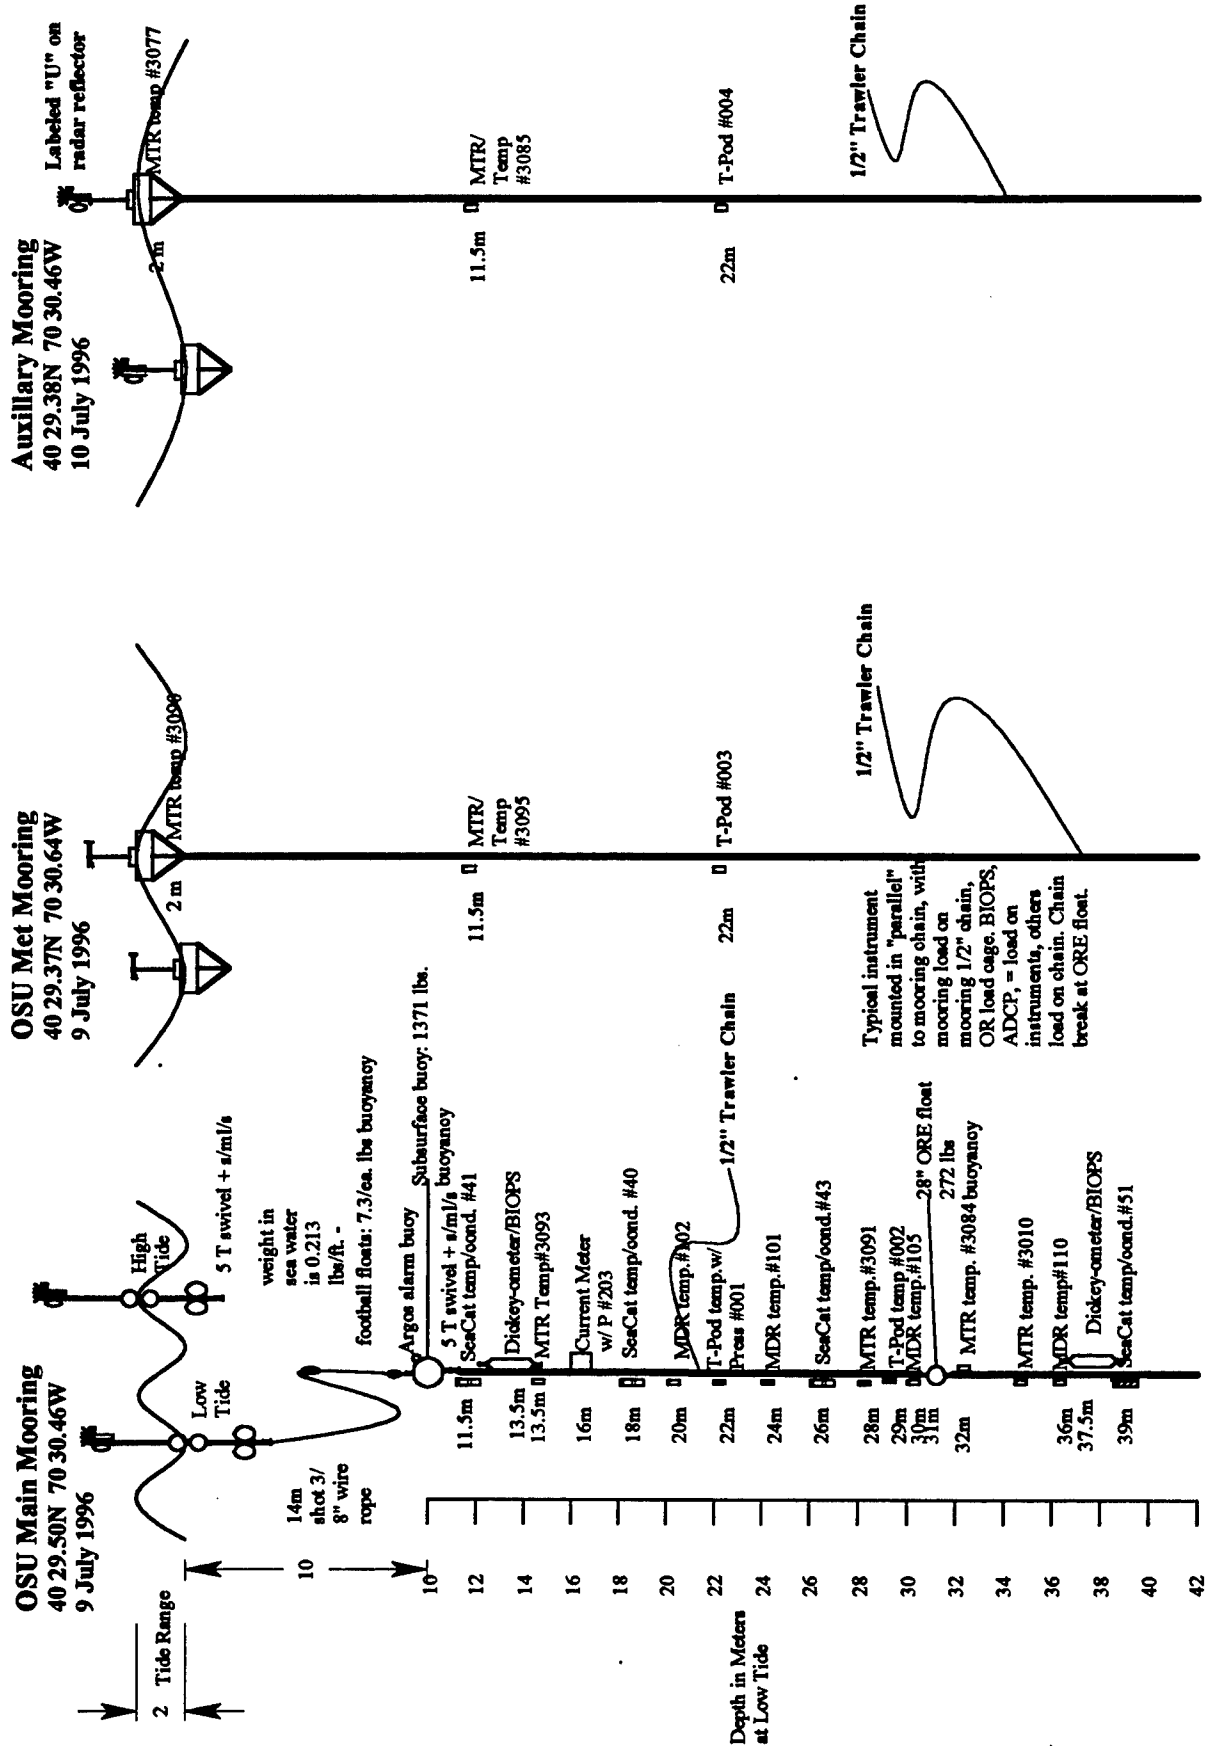 OSU Main Mooring
40 29.50N 70 30.46W
9 July 1996
2 Tide Range
10
Low
Tide
High
Tide
5 T swivel + s/ml/s
14m
shot 3/
8" wire
rope
weight in
sea water
is 0.213
lbs/ft. -
football floats: 7.3/ea. lbs buoyancy
Argos alarm buoy
Subsurface buoy: 1371 lbs.
buoyancy
5 T swivel + s/ml/s
11.5m
SeaCat temp/cond. #41
13.5m
Dickey-ometer/BIOPS
13.5m
MTR Temp#3093
16m
Current Meter
w/ P #203
18m
SeaCat temp/cond. #40
20m
MDR temp.#102
1/2" Trawler Chain
22m
T-Pod temp.w/
Press #001
24m
MDR temp.#101
26m
SeaCat temp/cond.#43
28m
MTR temp.#3091
29m
T-Pod temp #002
30m
MDR temp.#105
31m
28" ORE float
272 lbs
buoyancy
32m
MTR temp. #3084
MTR temp. #3010
36m
MDR temp#110
37.5m
Dickey-ometer/BIOPS
39m
SeaCat temp/cond.#51
Depth in Meters
at Low Tide
10
12
14
16
18
20
22
24
26
28
30
32
34
36
38
40
42
OSU Met Mooring
40 29.37N 70 30.64W
9 July 1996
2 m
MTR temp #3090
11.5m
MTR/
Temp
#3095
22m
T-Pod #003
1/2" Trawler Chain
Typical instrument
mounted in "parallel"
to mooring chain, with
mooring load on
mooring 1/2" chain,
OR load cage. BIOPS,
ADCP, = load on
instruments, others
load on chain. Chain
break at ORE float.
Auxillary Mooring
40 29.38N 70 30.46W
10 July 1996
Labeled "U" on
radar reflector
2 m
MTR temp #3077
11.5m
MTR/
Temp
#3085
22m
T-Pod #004
1/2" Trawler Chain